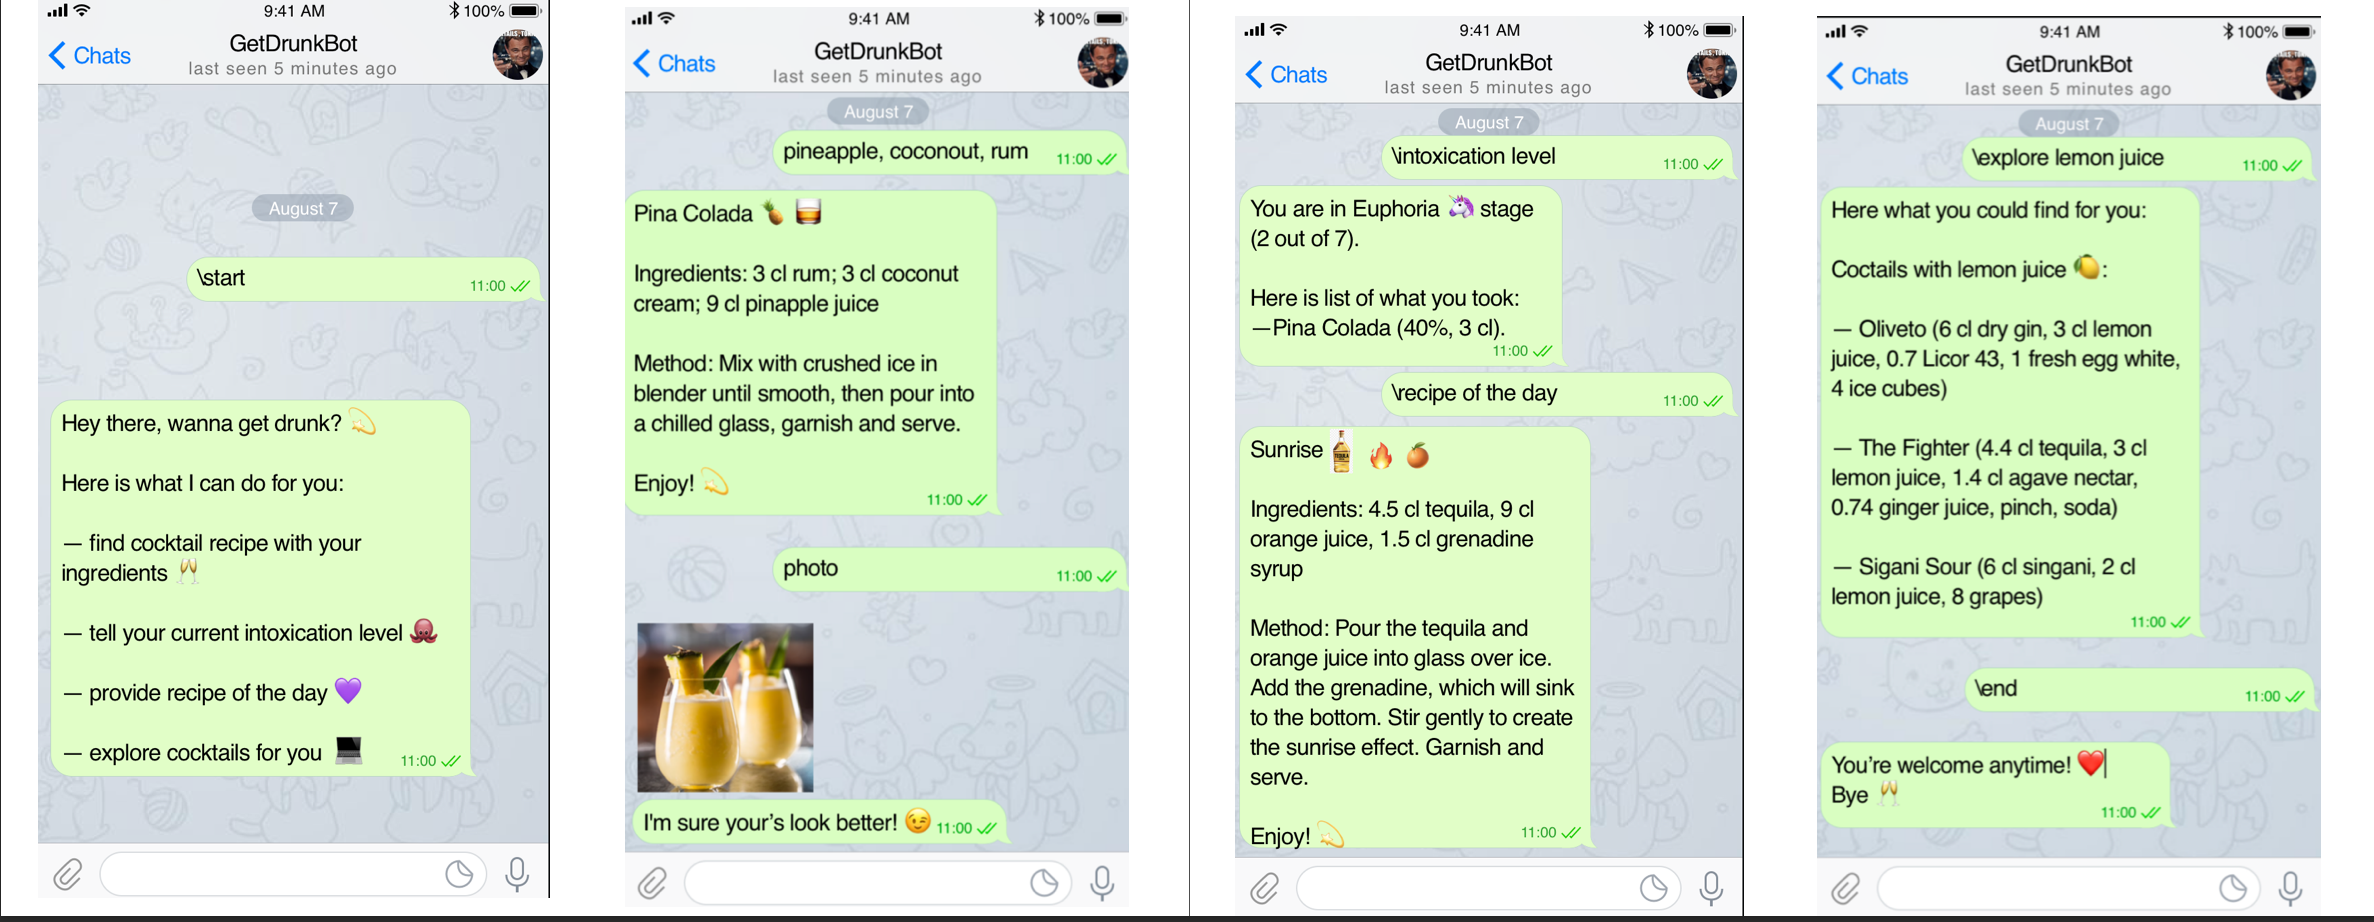 9:41 AM
100%
Chats
GetDrunkBot
last seen 5 minutes ago
August 7
\start
11:00
Hey there, wanna get drunk? 💫
Here is what I can do for you:
— find cocktail recipe with your
ingredients 🥂
— tell your current intoxication level 🐙
— provide recipe of the day 💜
— explore cocktails for you 💻
11:00
9:41 AM
100%
Chats
GetDrunkBot
last seen 5 minutes ago
August 7
pineapple, coconut, rum
11:00
Pina Colada 🍍 🥃
Ingredients: 3 cl rum; 3 cl coconut
cream; 9 cl pinapple juice
Method: Mix with crushed ice in
blender until smooth, then pour into
a chilled glass, garnish and serve.
Enjoy! 💫
11:00
photo
11:00
I'm sure your's look better! 😉
11:00
9:41 AM
100%
Chats
GetDrunkBot
last seen 5 minutes ago
August 7
\intoxication level
11:00
You are in Euphoria 🦄 stage
(2 out of 7).
Here is list of what you took:
—Pina Colada (40%, 3 cl).
11:00
\recipe of the day
11:00
Sunrise 🔥 🍊
Ingredients: 4.5 cl tequila, 9 cl
orange juice, 1.5 cl grenadine
syrup
Method: Pour the tequila and
orange juice into glass over ice.
Add the grenadine, which will sink
to the bottom. Stir gently to create
the sunrise effect. Garnish and
serve.
Enjoy! 💫
11:00
9:41 AM
100%
Chats
GetDrunkBot
last seen 5 minutes ago
August 7
\explore lemon juice
11:00
Here what you could find for you:
Coctails with lemon juice 🍋:
— Oliveto (6 cl dry gin, 3 cl lemon
juice, 0.7 Licor 43, 1 fresh egg white,
4 ice cubes)
— The Fighter (4.4 cl tequila, 3 cl
lemon juice, 1.4 cl agave nectar,
0.74 ginger juice, pinch, soda)
— Sigani Sour (6 cl singani, 2 cl
lemon juice, 8 grapes)
11:00
\end
11:00
You're welcome anytime! ❤️
Bye 🥂
11:00